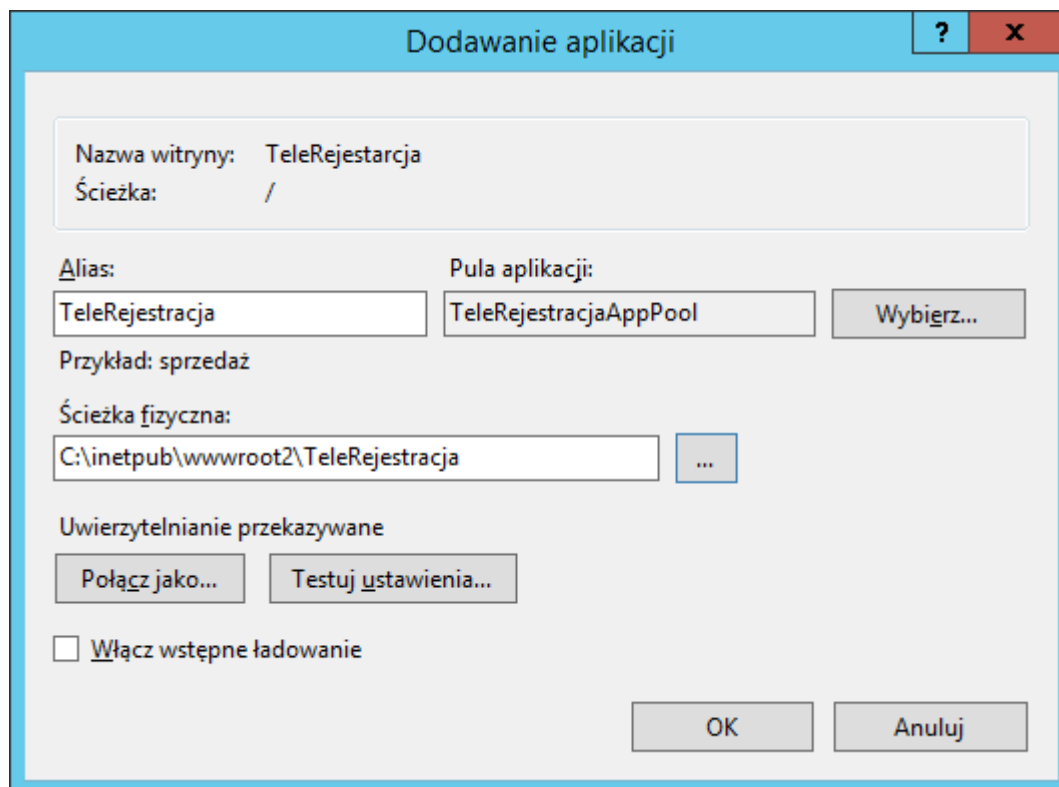 Dodawanie aplikacji
? x
Nazwa witryny: TeleRejestarcja
Ścieżka: /
Alias: Pula aplikacji:
TeleRejestracja TeleRejestracjaAppPool Wybierz...
Przykład: sprzedaż
Ścieżka fizyczna:
C:\inetpub\wwwroot2\TeleRejestracja ...
Uwierzytelnianie przekazywane
Połącz jako... Testuj ustawienia...
Włącz wstępne ładowanie
OK Anuluj